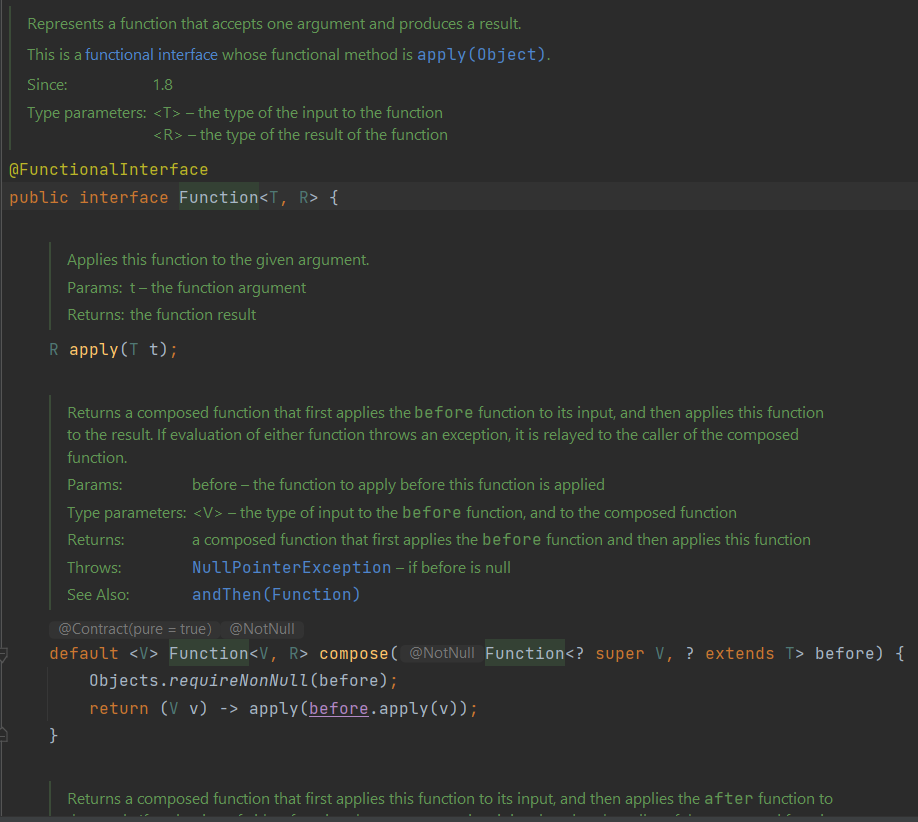 Represents a function that accepts one argument and produces a result.
This is a functional interface whose functional method is apply(Object).
Since: 1.8
Type parameters: <T> – the type of the input to the function
<R> – the type of the result of the function
@FunctionalInterface
public interface Function<T, R> {
Applies this function to the given argument.
Params: t – the function argument
Returns: the function result
R apply(T t);
Returns a composed function that first applies the before function to its input, and then applies this function
to the result. If evaluation of either function throws an exception, it is relayed to the caller of the composed
function.
Params: before – the function to apply before this function is applied
Type parameters: <V> – the type of input to the before function, and to the composed function
Returns: a composed function that first applies the before function and then applies this function
Throws: NullPointerException – if before is null
See Also: andThen(Function)
@Contract(pure = true) @NotNull
default <V> Function<V, R> compose( @NotNull Function<? super V, ? extends T> before) {
Objects.requireNonNull(before);
return (V v) -> apply(before.apply(v));
}
Returns a composed function that first applies this function to its input, and then applies the after function to